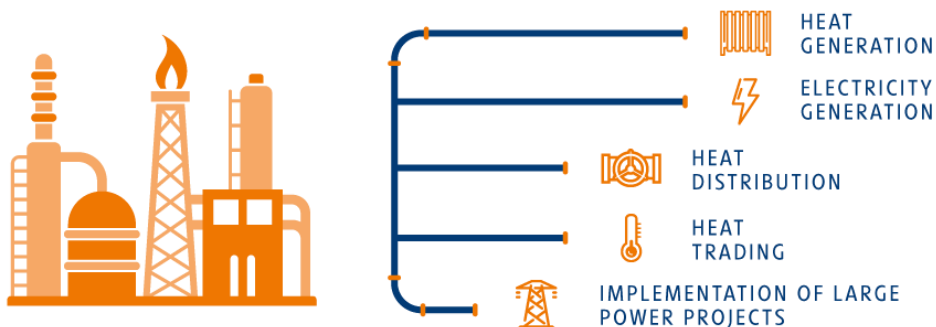 HEAT
GENERATION
ELECTRICITY
GENERATION
HEAT
DISTRIBUTION
HEAT
TRADING
IMPLEMENTATION OF LARGE
POWER PROJECTS